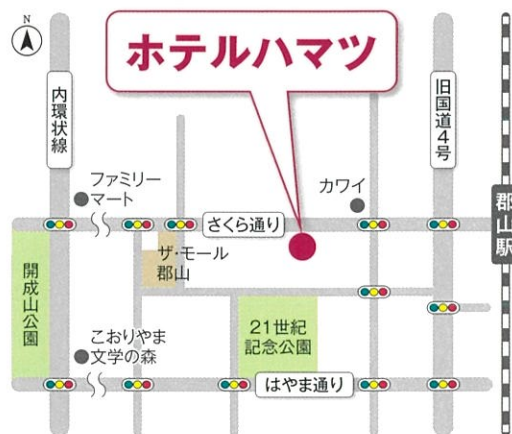 N
ホテルハマツ
内環状線
旧国道4号
ファミリー
マート
カワイ
さくら通り
郡山駅
ザ・モール
郡山
開成山公園
21世紀
記念公園
こおりやま
文学の森
はやま通り